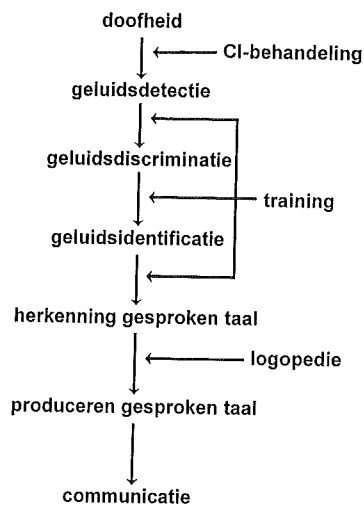 doofheid
CI-behandeling
geluidsdetectie
geluidsdiscriminatie
training
geluidsidentificatie
herkenning gesproken taal
logopedie
produceren gesproken taal
communicatie